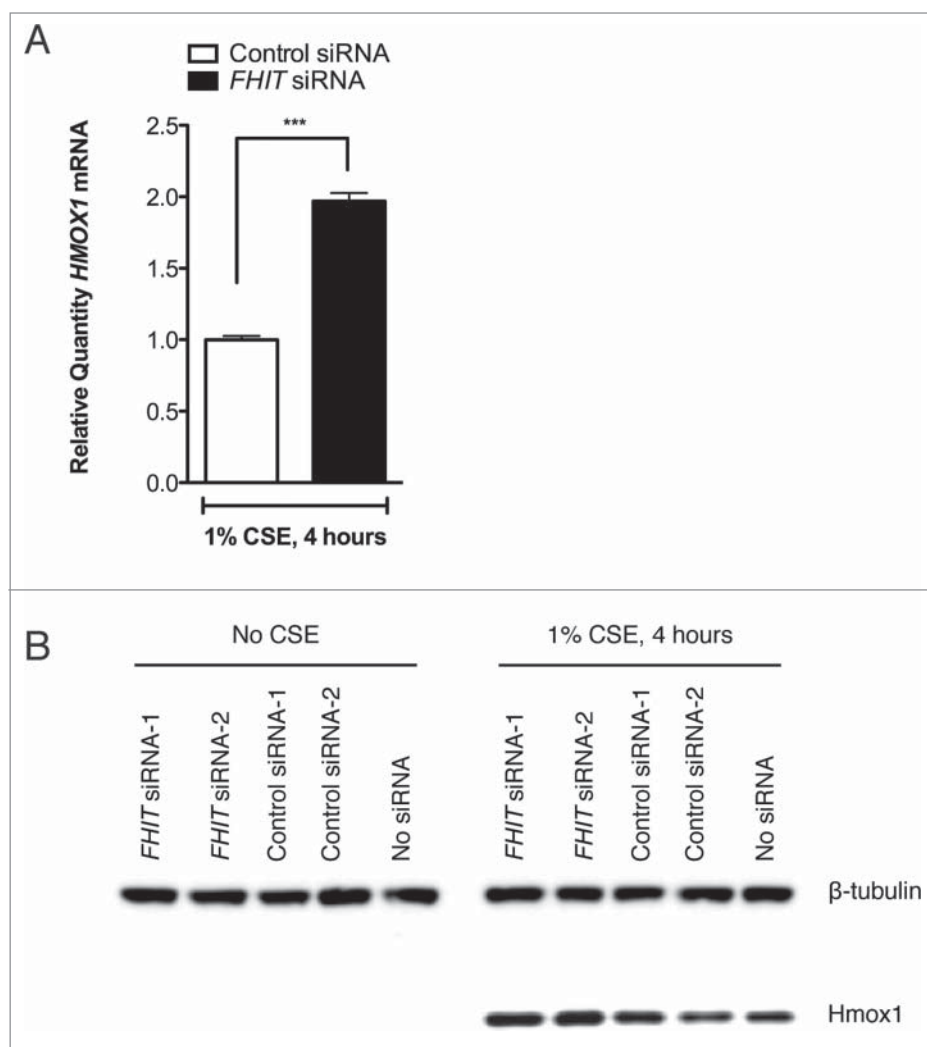 A
Control siRNA
FHIT siRNA
***
Relative Quantity HMOX1 mRNA
2.5
2.0
1.5
1.0
0.5
0.0
1% CSE, 4 hours
B
No CSE
1% CSE, 4 hours
FHIT siRNA-1
FHIT siRNA-2
Control siRNA-1
Control siRNA-2
No siRNA
FHIT siRNA-1
FHIT siRNA-2
Control siRNA-1
Control siRNA-2
No siRNA
β-tubulin
Hmox1